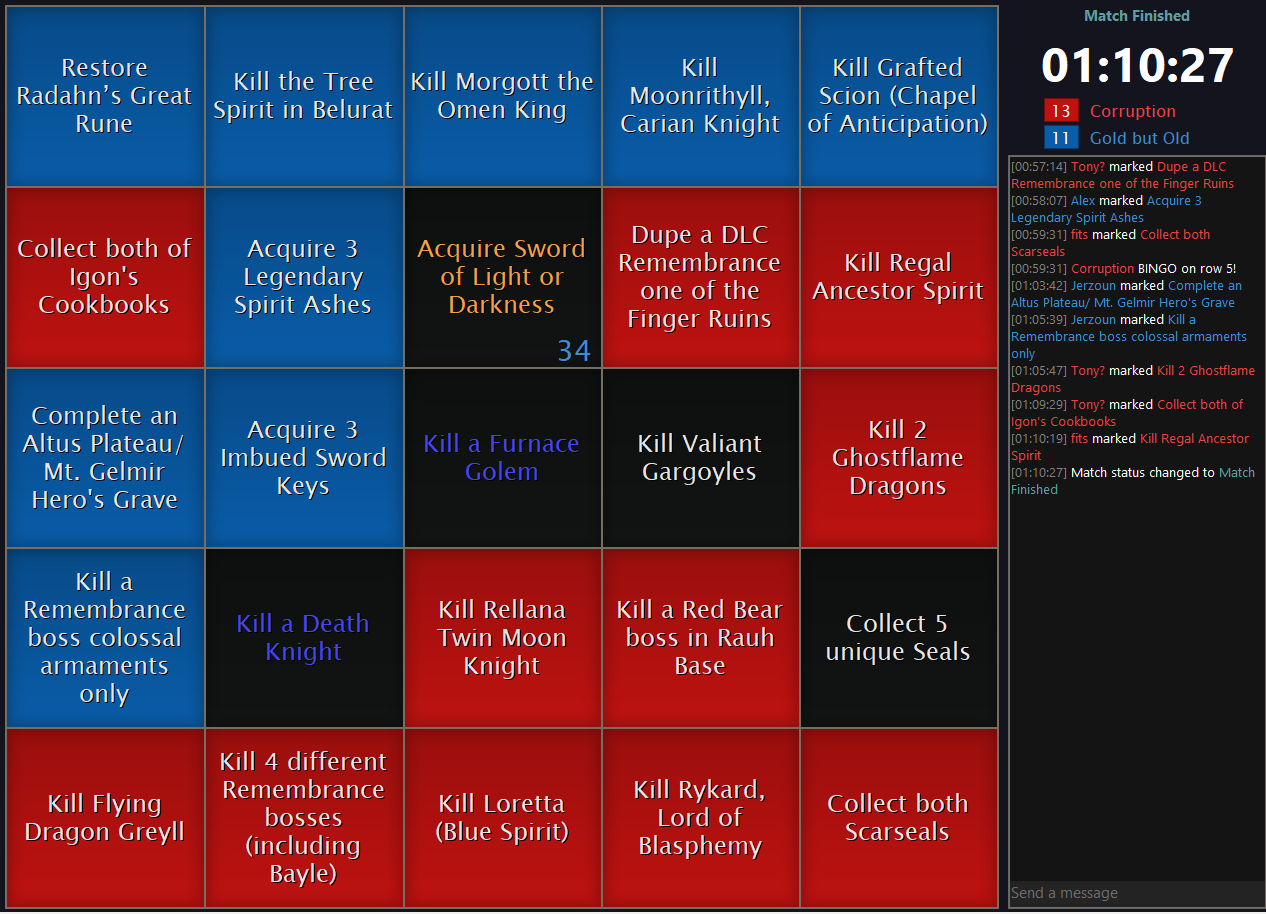 Restore
Radahn's Great
Rune
Kill the Tree
Spirit in Belurat
Kill Morgott the
Omen King
Kill
Moonrithyll,
Carian Knight
Kill Grafted
Scion (Chapel
of Anticipation)
Collect both of
Igon's
Cookbooks
Acquire 3
Legendary
Spirit Ashes
Acquire Sword
of Light or
Darkness
34
Dupe a DLC
Remembrance
one of the
Finger Ruins
Kill Regal
Ancestor Spirit
Complete an
Altus Plateau/
Mt. Gelmir
Hero's Grave
Acquire 3
Imbued Sword
Keys
Kill a Furnace
Golem
Kill Valiant
Gargoyles
Kill 2
Ghostflame
Dragons
Kill a
Remembrance
boss colossal
armaments
only
Kill a Death
Knight
Kill Rellana
Twin Moon
Knight
Kill a Red Bear
boss in Rauh
Base
Collect 5
unique Seals
Kill Flying
Dragon Greyll
Kill 4 different
Remembrance
bosses
(including
Bayle)
Kill Loretta
(Blue Spirit)
Kill Rykard,
Lord of
Blasphemy
Collect both
Scarseals
Match Finished
01:10:27
13 Corruption
11 Gold but Old
[00:57:14] Tony? marked Dupe a DLC
Remembrance one of the Finger Ruins
[00:58:07] Alex marked Acquire 3
Legendary Spirit Ashes
[00:59:31] fits marked Collect both
Scarseals
[00:59:31] Corruption BINGO on row 5!
[01:03:42] Jerzoun marked Complete an
Altus Plateau/ Mt. Gelmir Hero's Grave
[01:05:39] Jerzoun marked Kill a
Remembrance boss colossal armaments
only
[01:05:47] Tony? marked Kill 2 Ghostflame
Dragons
[01:09:29] Tony? marked Collect both of
Igon's Cookbooks
[01:10:19] fits marked Kill Regal Ancestor
Spirit
[01:10:27] Match status changed to Match
Finished
Send a message